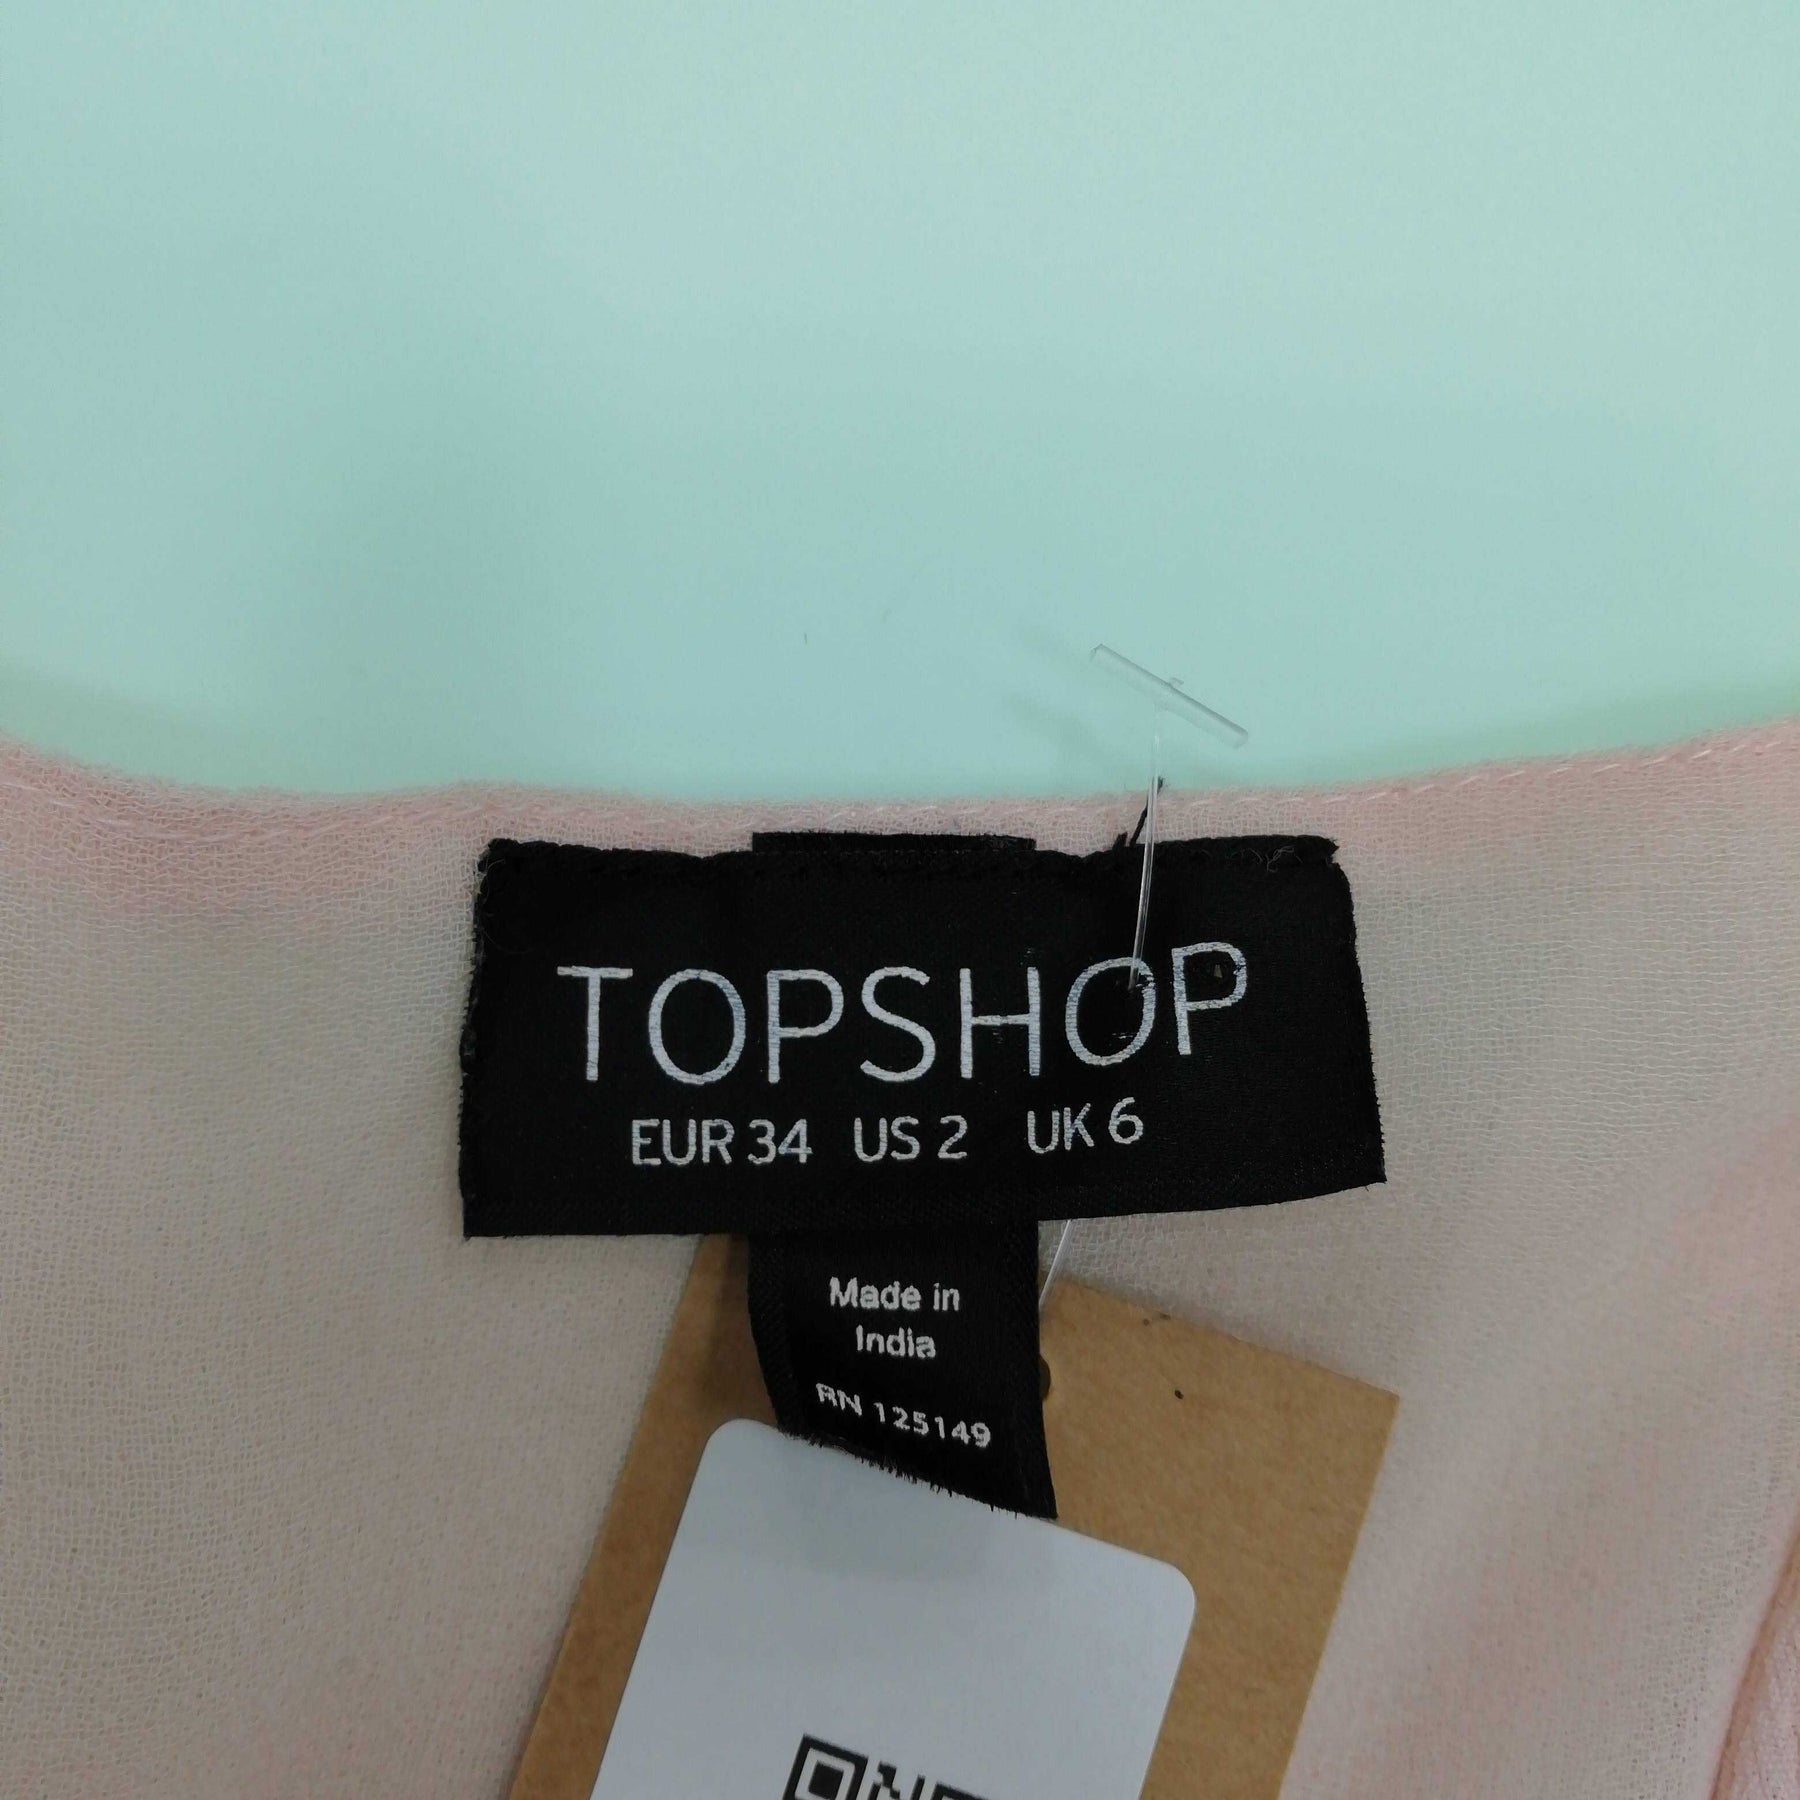 TOPSHOP
EUR 34 US 2 UK 6
Made in
India
RN 125149